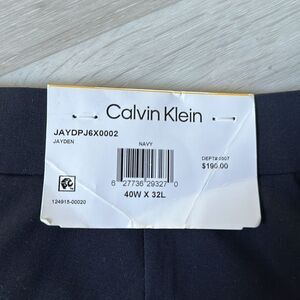 Calvin Klein
JAYDPJ6X0002
JAYDEN
NAVY
DEPT# 0007
$190.00
6 27736 29327 0
40W X 32L
124915-00020